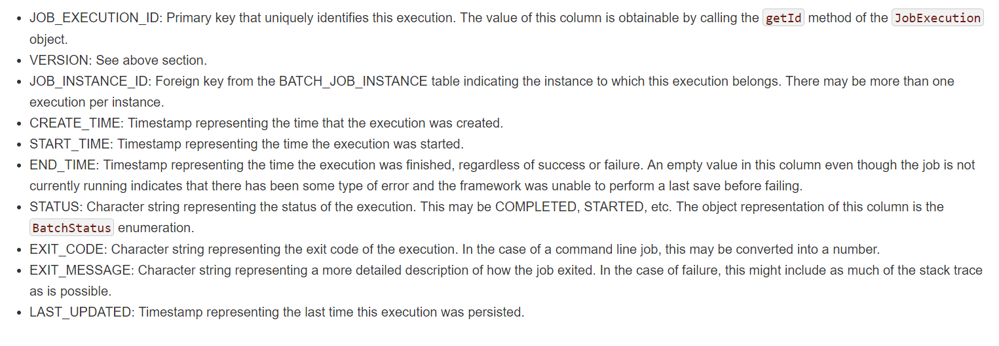 • JOB_EXECUTION_ID: Primary key that uniquely identifies this execution. The value of this column is obtainable by calling the getId method of the JobExecution
object.
• VERSION: See above section.
• JOB_INSTANCE_ID: Foreign key from the BATCH_JOB_INSTANCE table indicating the instance to which this execution belongs. There may be more than one
execution per instance.
• CREATE_TIME: Timestamp representing the time that the execution was created.
• START_TIME: Timestamp representing the time the execution was started.
• END_TIME: Timestamp representing the time the execution was finished, regardless of success or failure. An empty value in this column even though the job is not
currently running indicates that there has been some type of error and the framework was unable to perform a last save before failing.
• STATUS: Character string representing the status of the execution. This may be COMPLETED, STARTED, etc. The object representation of this column is the
BatchStatus enumeration.
• EXIT_CODE: Character string representing the exit code of the execution. In the case of a command line job, this may be converted into a number.
• EXIT_MESSAGE: Character string representing a more detailed description of how the job exited. In the case of failure, this might include as much of the stack trace
as is possible.
• LAST_UPDATED: Timestamp representing the last time this execution was persisted.